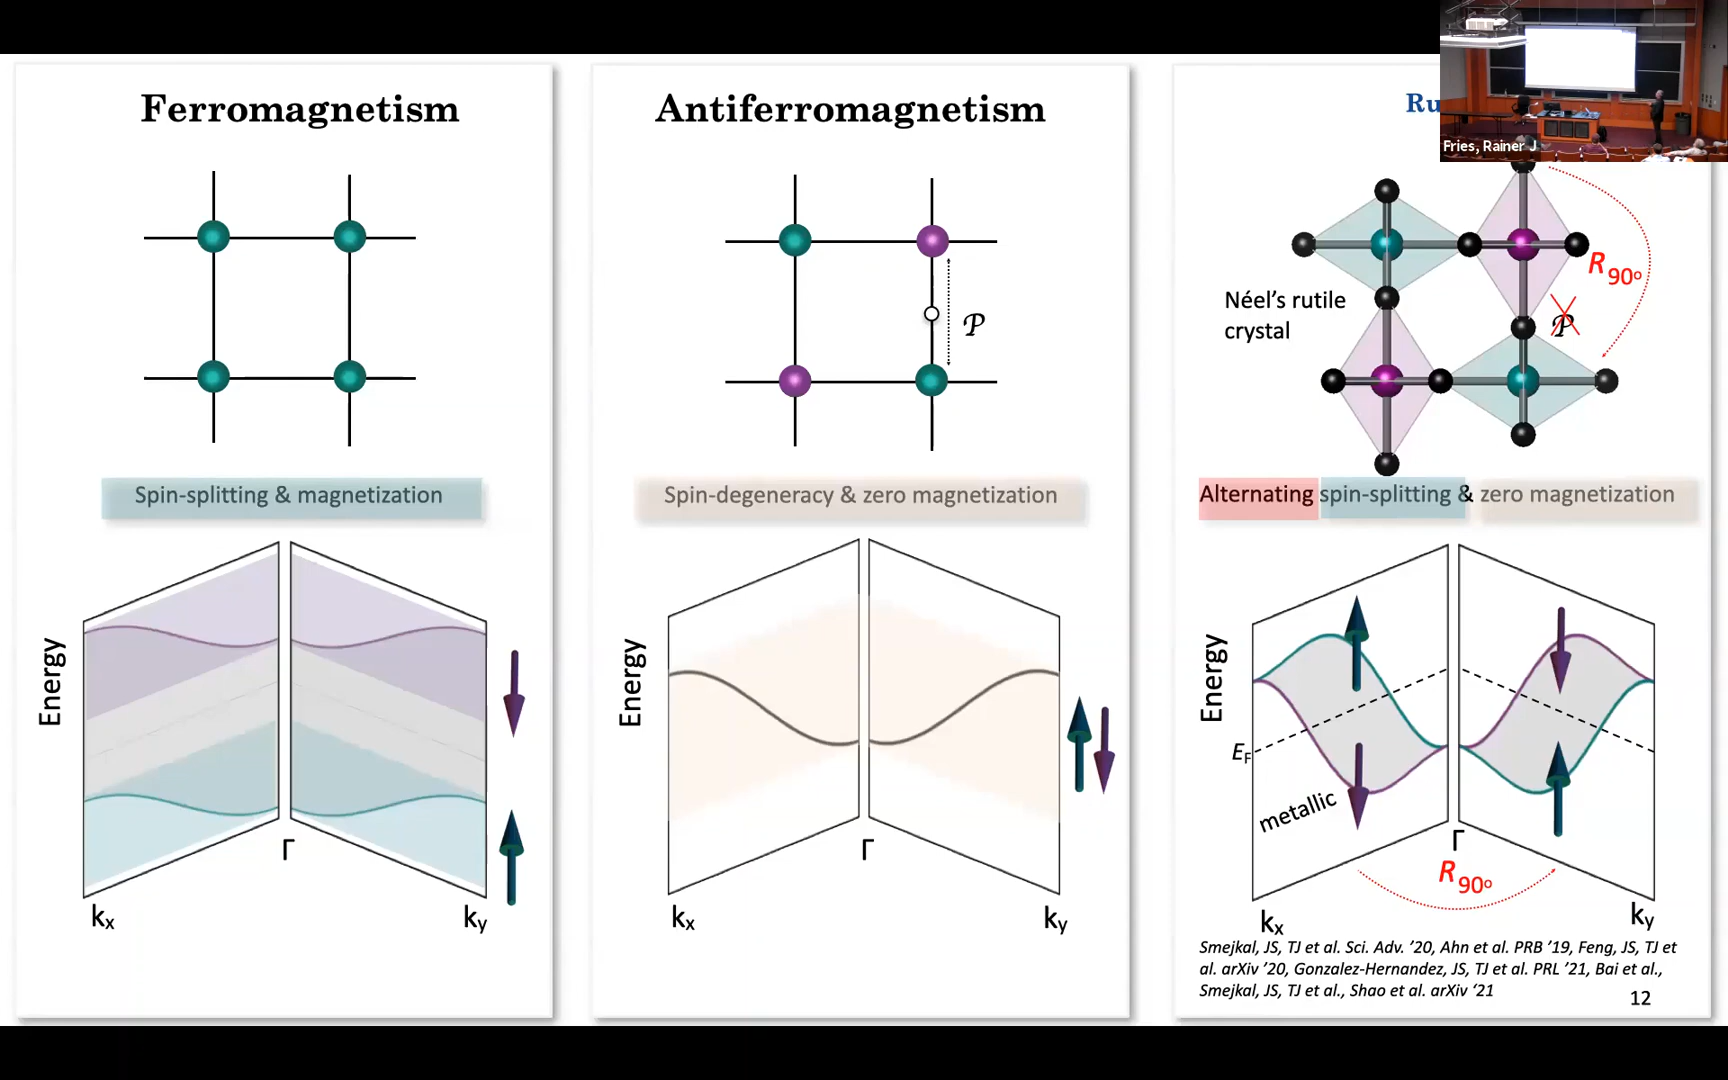 Ferromagnetism
Spin-splitting & magnetization
Energy
Γ
kx
ky
Antiferromagnetism
𝒫
Spin-degeneracy & zero magnetization
Energy
Γ
kx
ky
Ru
Fries, Rainer J
Néel's rutile
crystal
R90o
𝒫
Alternating spin-splitting & zero magnetization
Energy
EF
metallic
Γ
R90o
kx
ky
Smejkal, JS, TJ et al. Sci. Adv. '20, Ahn et al. PRB '19, Feng, JS, TJ et
al. arXiv '20, Gonzalez-Hernandez, JS, TJ et al. PRL '21, Bai et al.,
Smejkal, JS, TJ et al., Shao et al. arXiv '21
12